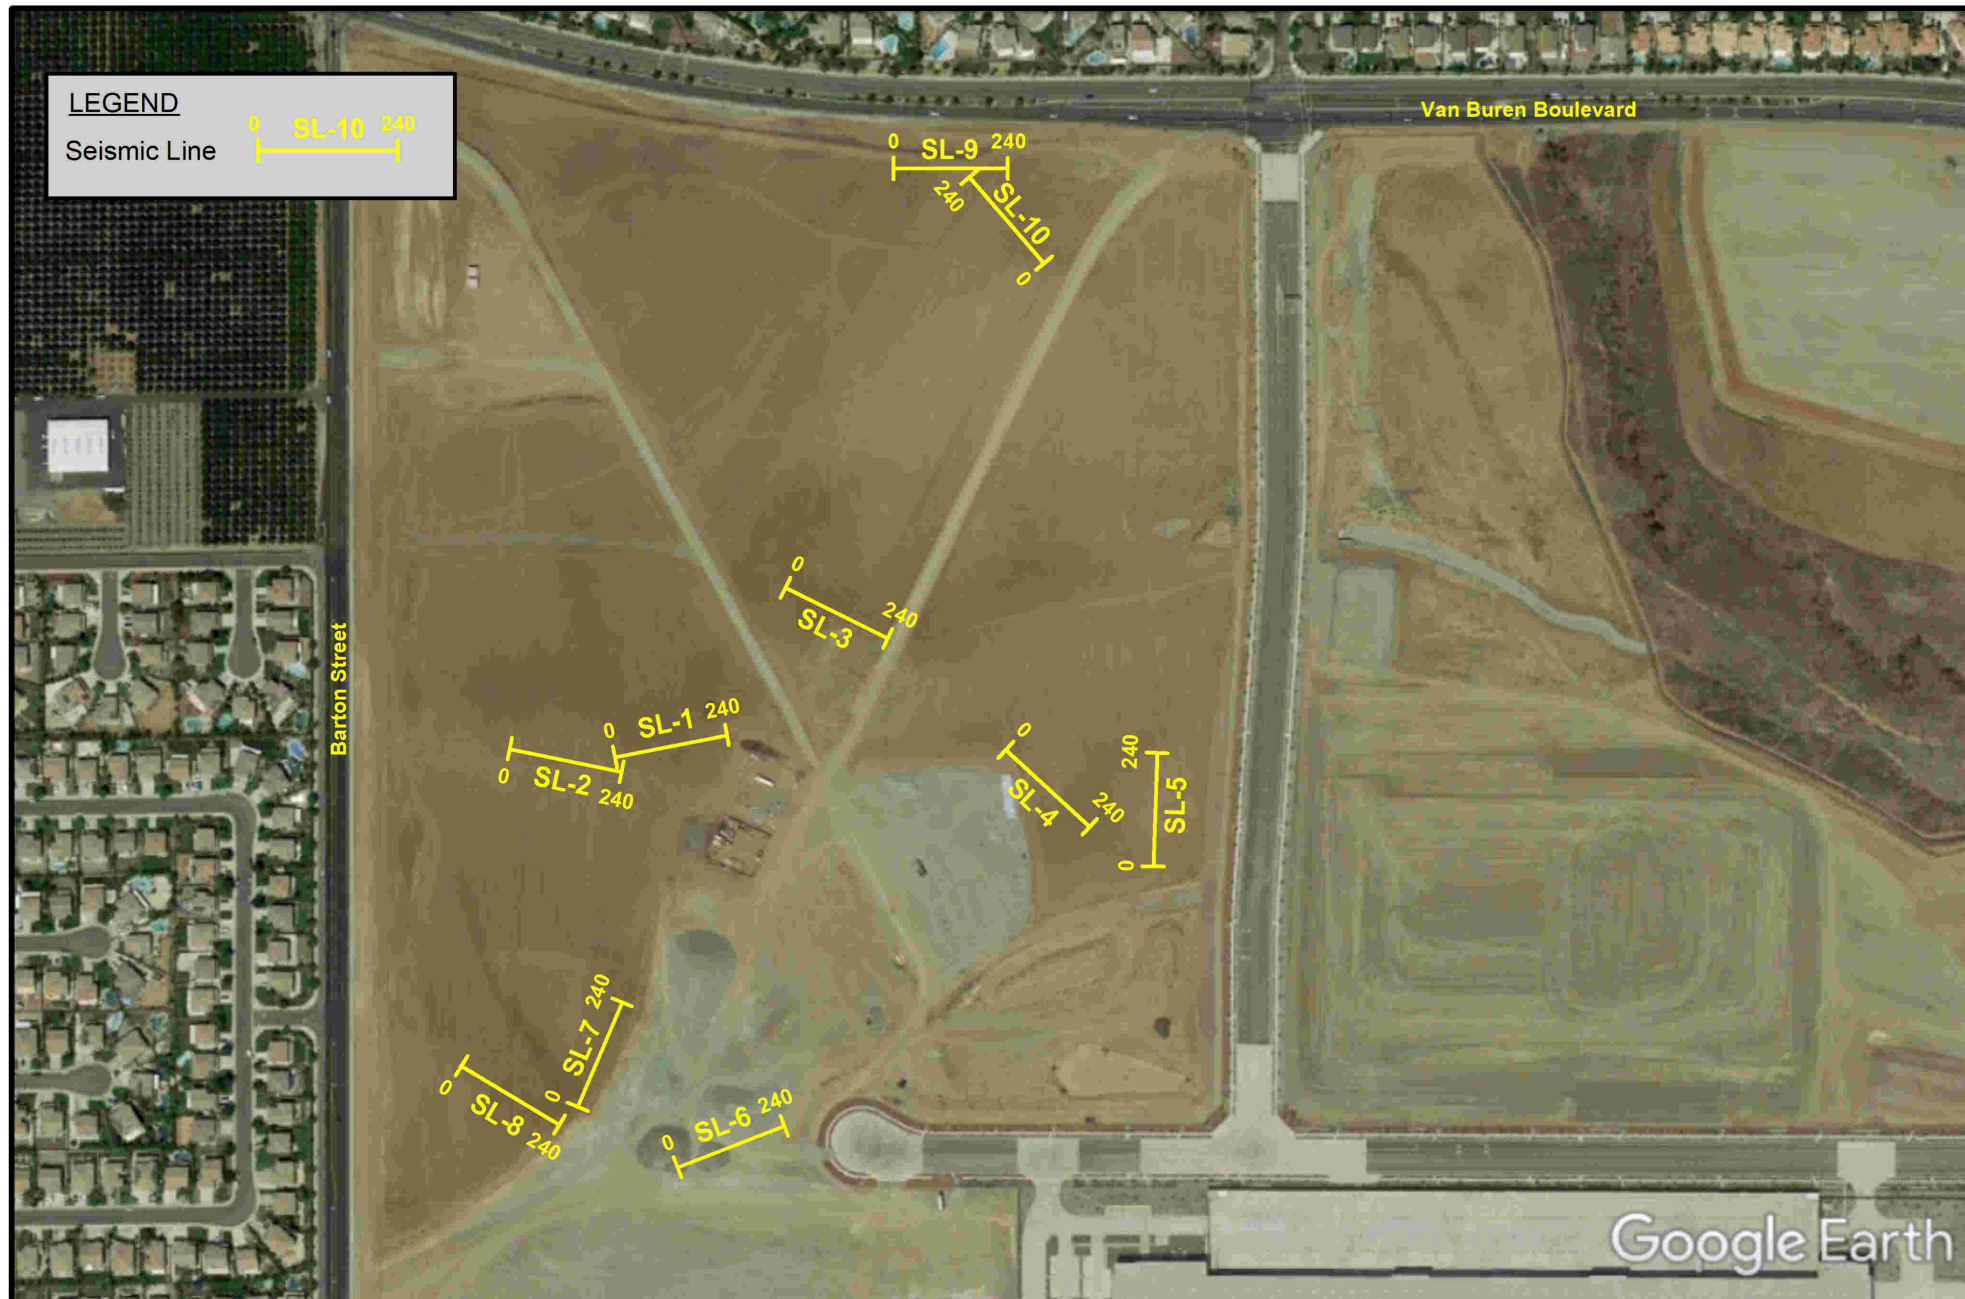 LEGEND
Seismic Line
0 SL-10 240
Van Buren Boulevard
0 SL-9 240
240 SL-10 0
Barton Street
0 SL-3 240
0 SL-1 240
0 SL-2 240
0 SL-4 240
240 SL-5 0
240 SL-7 0
0 SL-8 240
0 SL-6 240
Google Earth